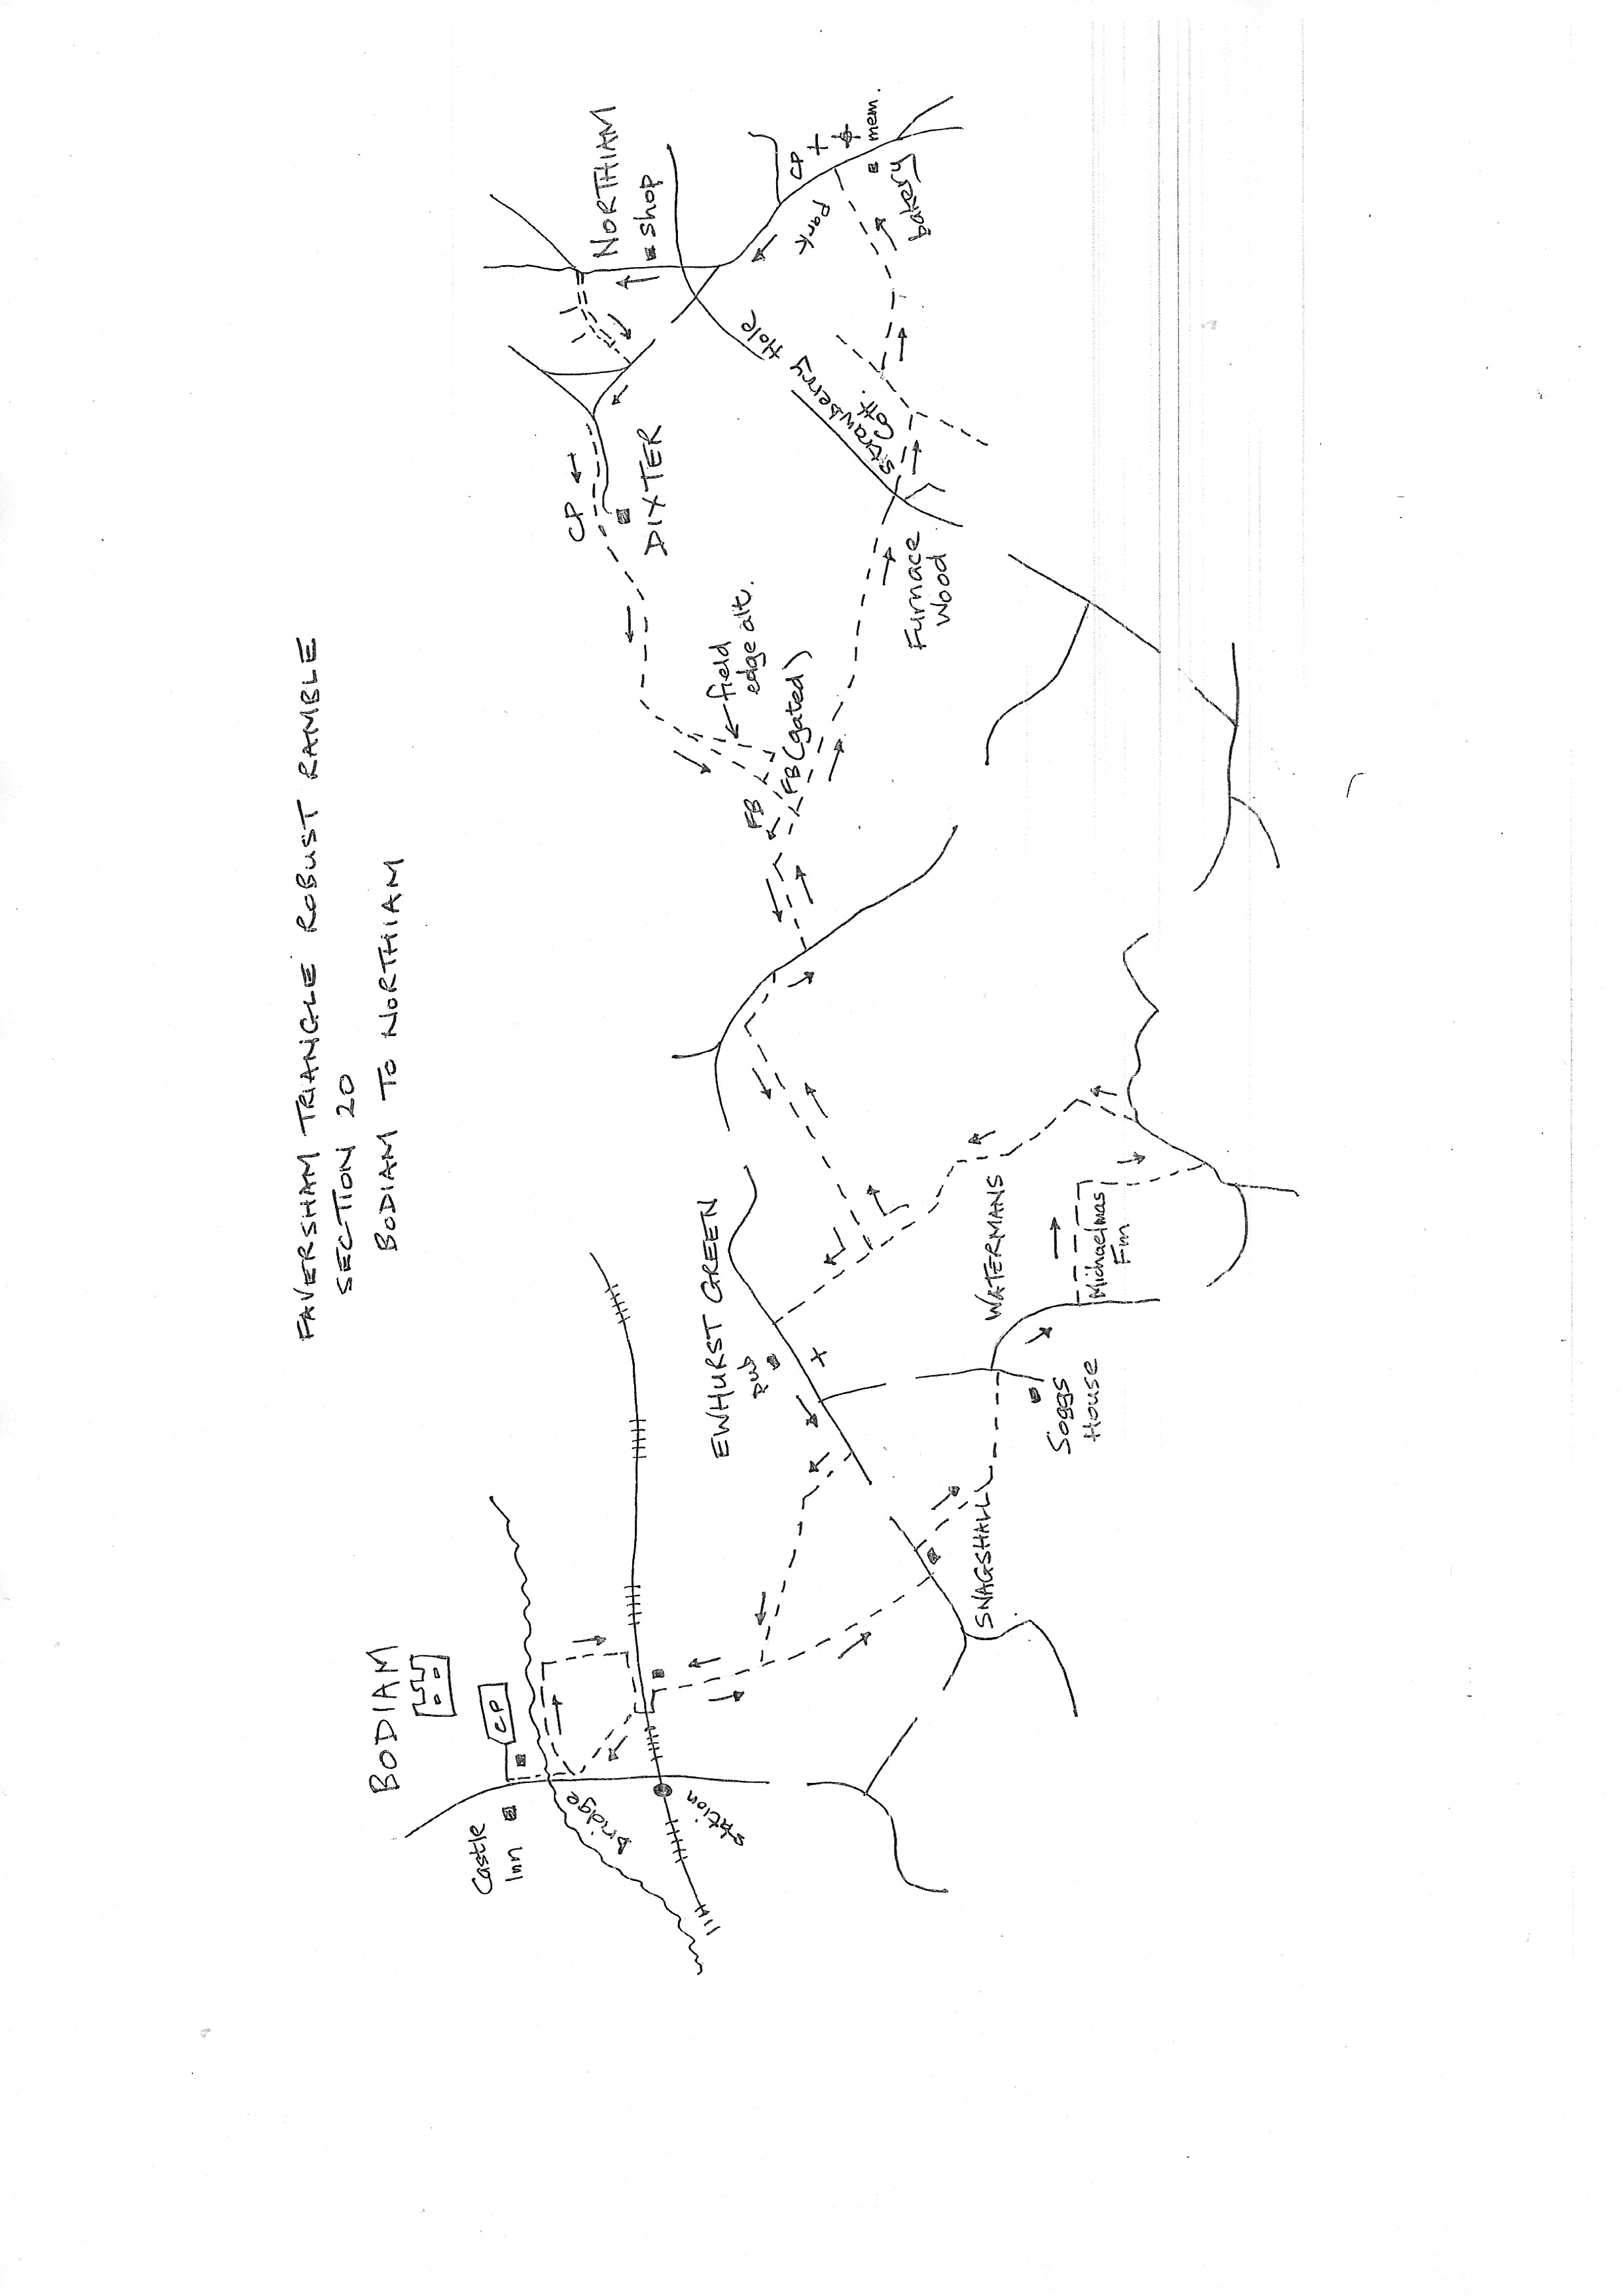 FAVERSHAM TRIANGLE ROBUST RAMBLE
SECTION 20
BODIAM TO NORTHIAM
BODIAM
CP
Castle
Inn
bridge
station
EWHURST GREEN
pub
SNAGSHALL
Soggs
House
WATERMANS
Michaelmas
Fm
FB
FB (gated)
field
edge alt.
CP
DIXTER
Furnace
Wood
Strawberry Hole
Cott.
NORTHIAM
shop
Park
CP
mem.
bakery